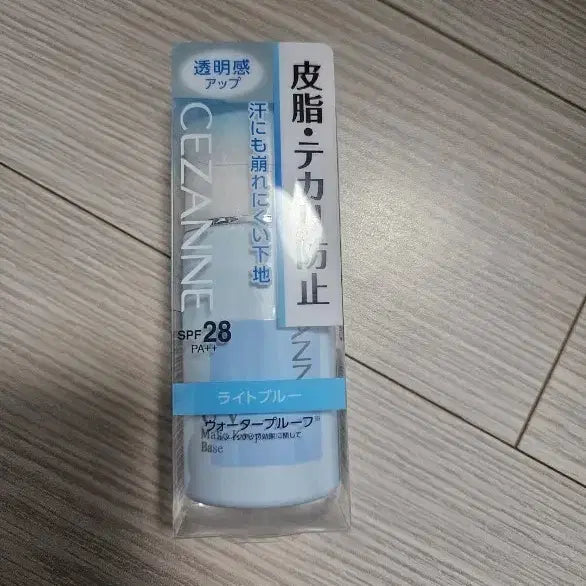 透明感
アップ
皮脂・テカリ防止
汗にも崩れにくい下地
CEZANNE
SPF28
PA++
ライトブルー
ウォータープルーフ
Make Keep
Base